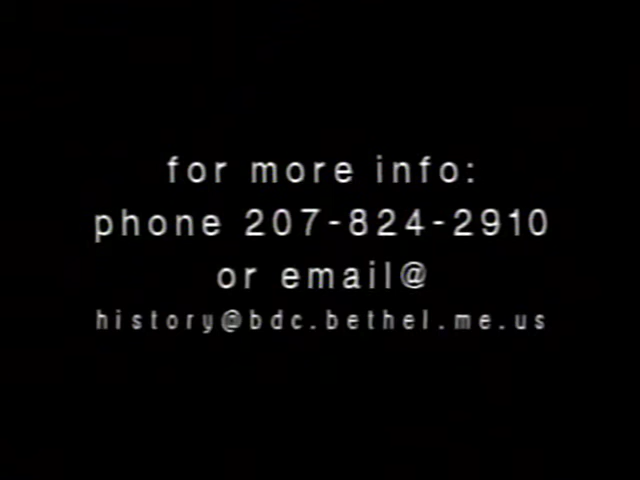 for more info:
phone 207-824-2910
or email@
history@bdc.bethel.me.us